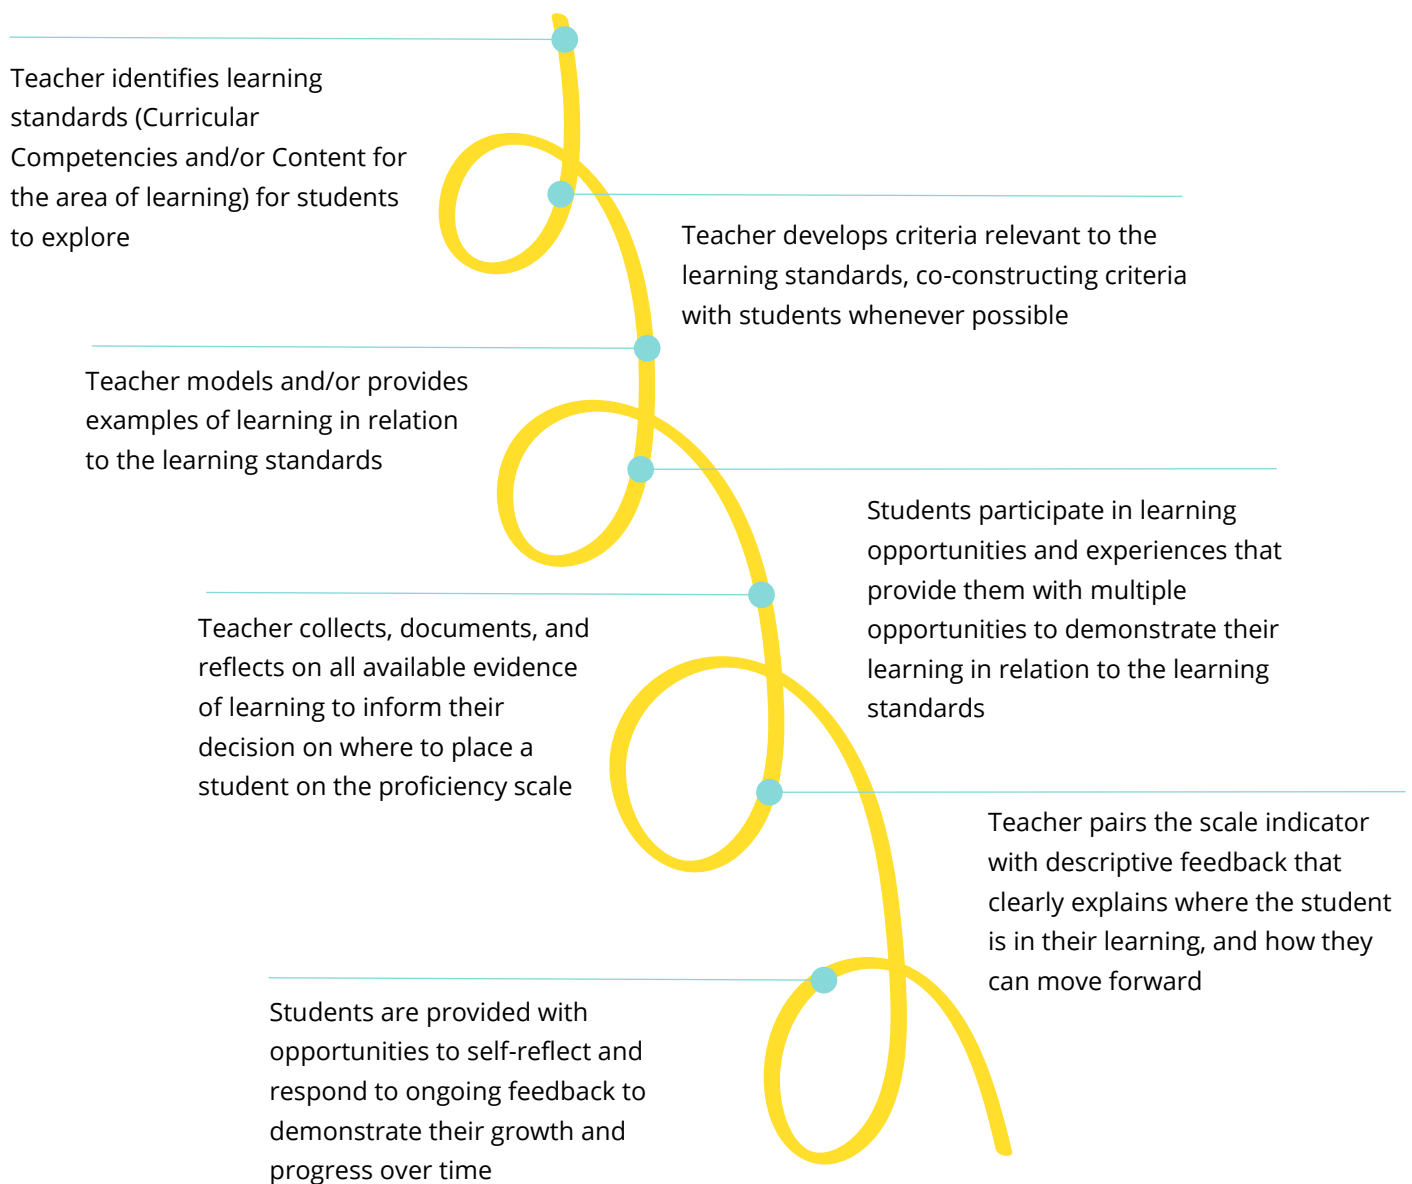 Teacher identifies learning
standards (Curricular
Competencies and/or Content for
the area of learning) for students
to explore
Teacher develops criteria relevant to the
learning standards, co-constructing criteria
with students whenever possible
Teacher models and/or provides
examples of learning in relation
to the learning standards
Students participate in learning
opportunities and experiences that
provide them with multiple
opportunities to demonstrate their
learning in relation to the learning
standards
Teacher collects, documents, and
reflects on all available evidence
of learning to inform their
decision on where to place a
student on the proficiency scale
Teacher pairs the scale indicator
with descriptive feedback that
clearly explains where the student
is in their learning, and how they
can move forward
Students are provided with
opportunities to self-reflect and
respond to ongoing feedback to
demonstrate their growth and
progress over time